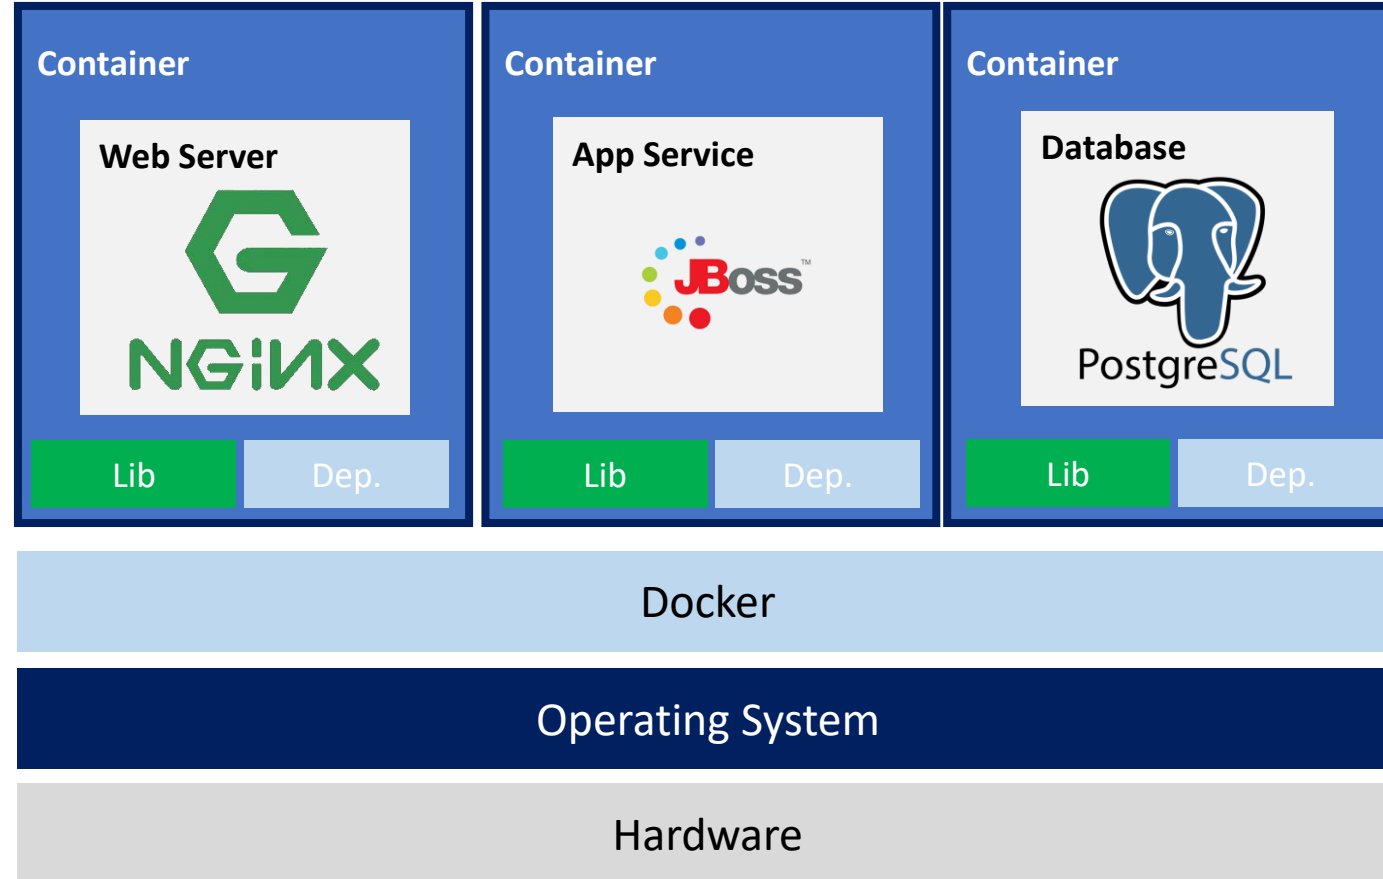 Container
Web Server
NGiNX
Lib
Dep.
Container
App Service
JBoss™
Lib
Dep.
Container
Database
PostgreSQL
Lib
Dep.
Docker
Operating System
Hardware